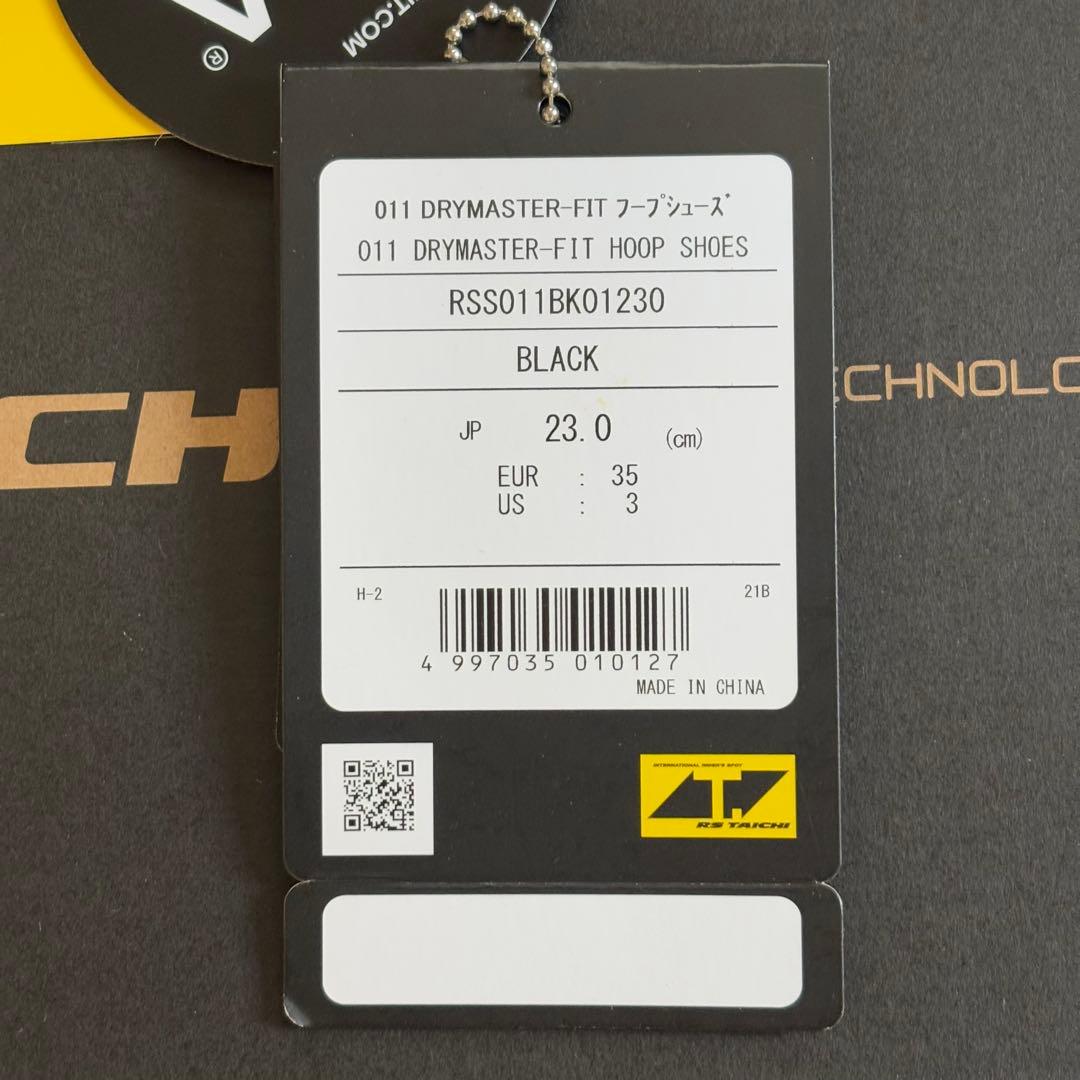 IT.COM
®
CH
ECHNOLO
011 DRYMASTER-FIT フープシューズ
011 DRYMASTER-FIT HOOP SHOES
RSS011BK01230
BLACK
JP 23.0 (cm)
EUR : 35
US : 3
H-2 21B
4 997035 010127
MADE IN CHINA
INTERNATIONAL RIDER'S SPOT
RS TAICHI